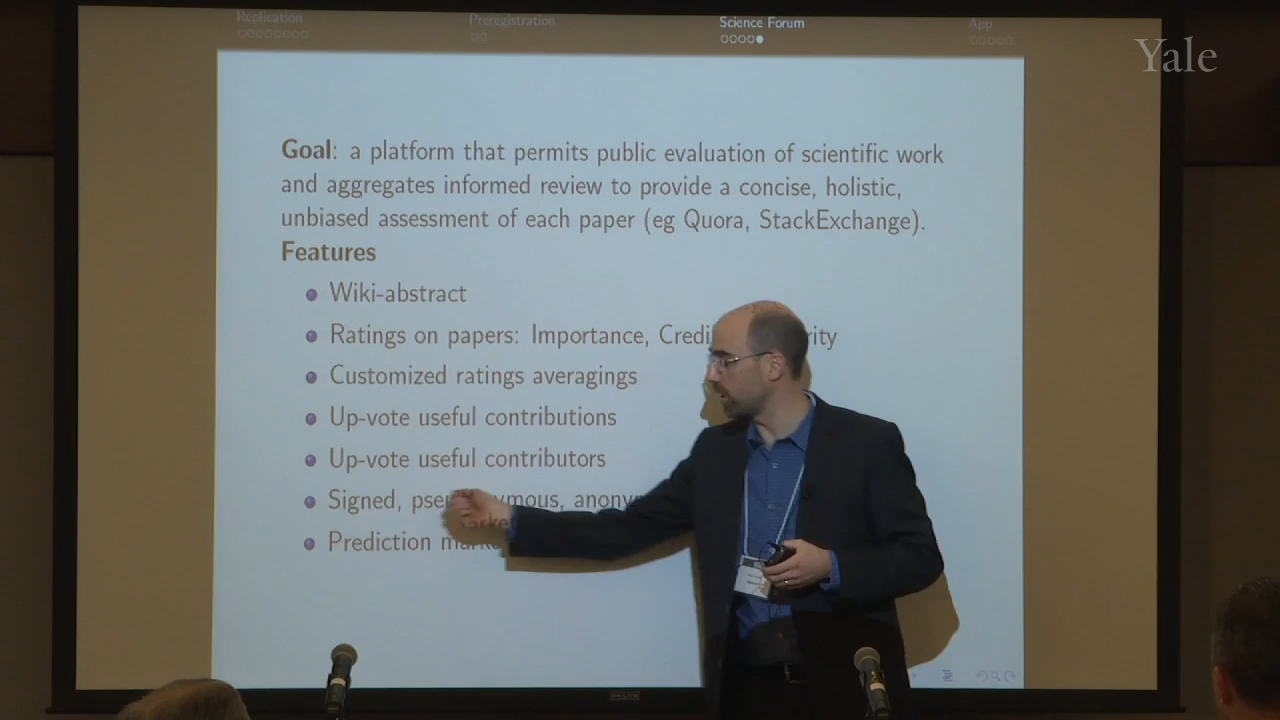 Replication Preregistration Science Forum App
Yale
Goal: a platform that permits public evaluation of scientific work
and aggregates informed review to provide a concise, holistic,
unbiased assessment of each paper (eg Quora, StackExchange).
Features
Wiki-abstract
Ratings on papers: Importance,
Customized ratings averagings
Up-vote useful contributions
Up-vote useful contributors
Signed,
Prediction